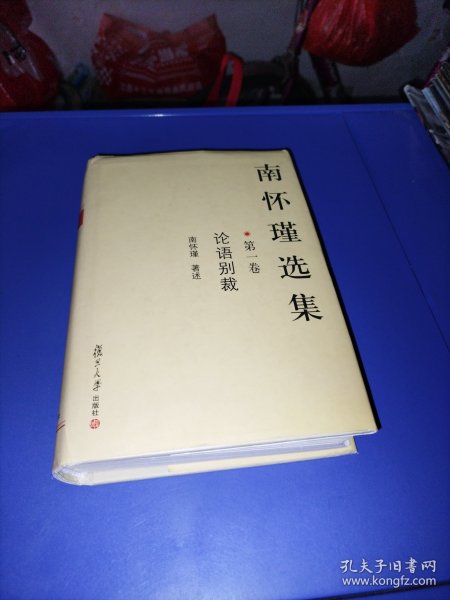 南怀瑾选集
第一卷
论语别裁
南怀瑾 著述
复旦大学出版社
孔夫子旧书网
www.kongfz.com